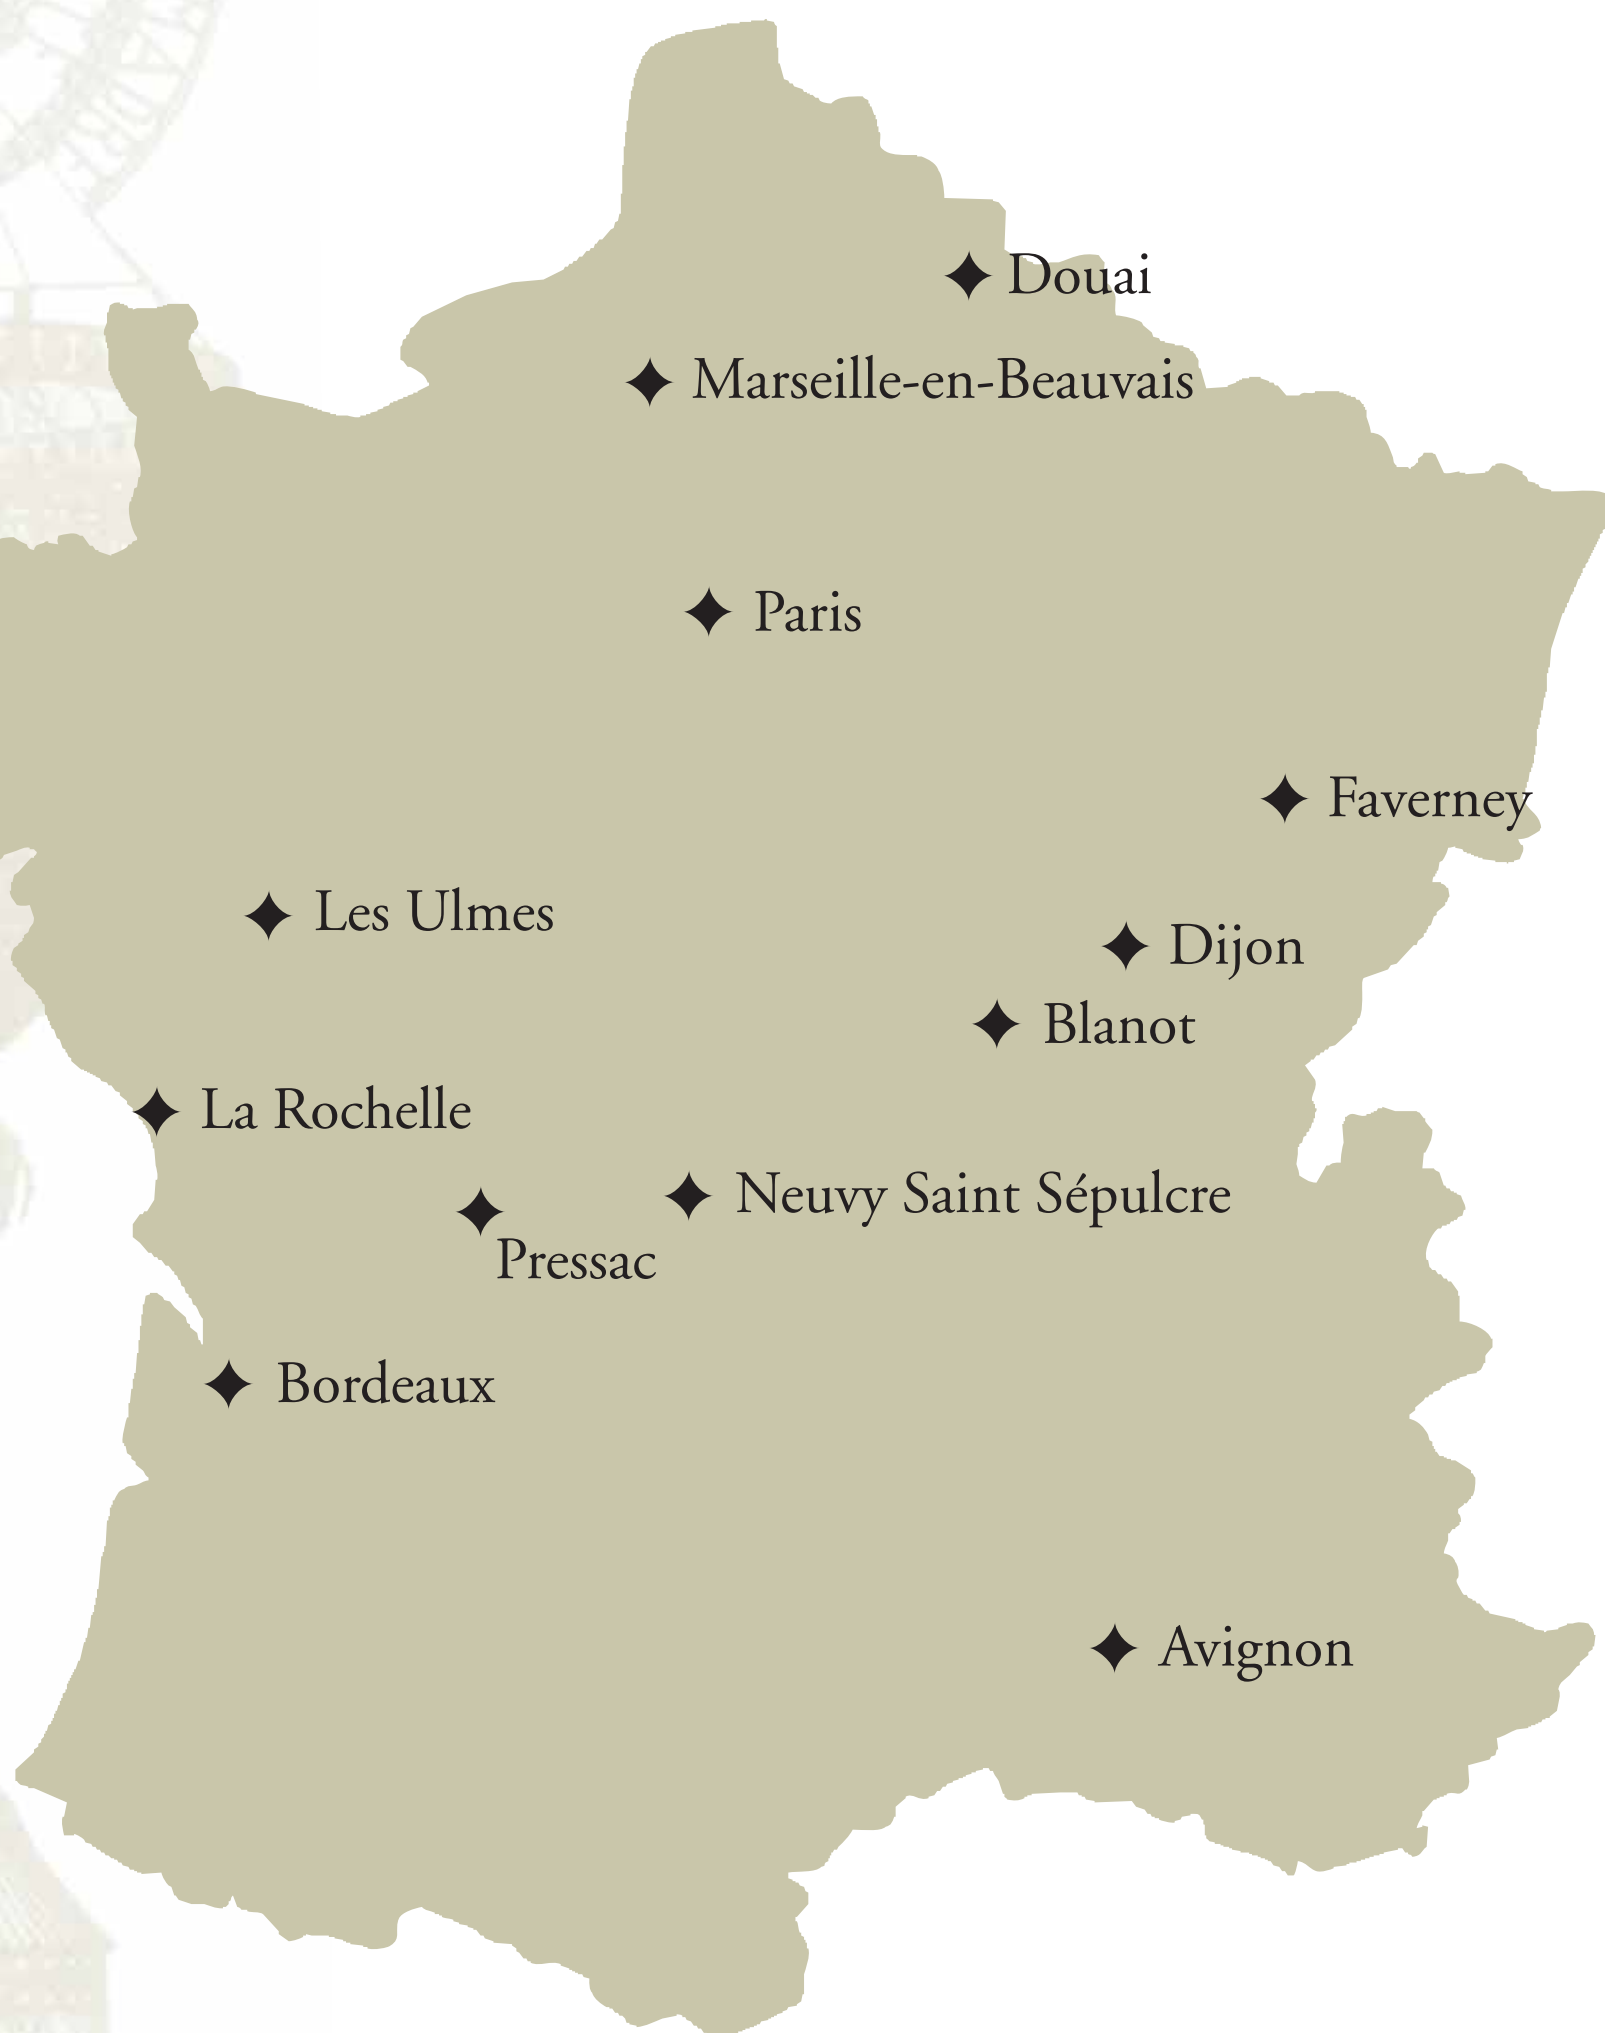 Douai
Marseille-en-Beauvais
Paris
Faverney
Les Ulmes
Dijon
Blanot
La Rochelle
Neuvy Saint Sépulcre
Pressac
Bordeaux
Avignon